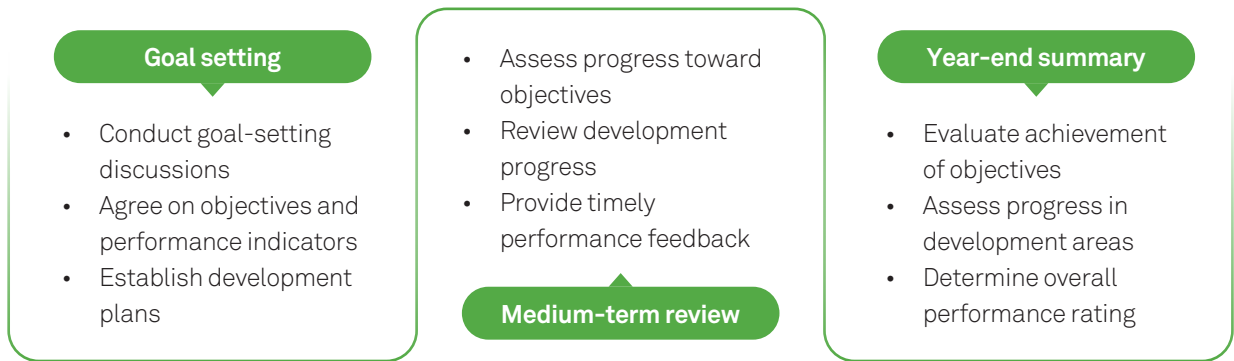 Goal setting
• Conduct goal-setting
discussions
• Agree on objectives and
performance indicators
• Establish development
plans
• Assess progress toward
objectives
• Review development
progress
• Provide timely
performance feedback
Medium-term review
Year-end summary
• Evaluate achievement
of objectives
• Assess progress in
development areas
• Determine overall
performance rating